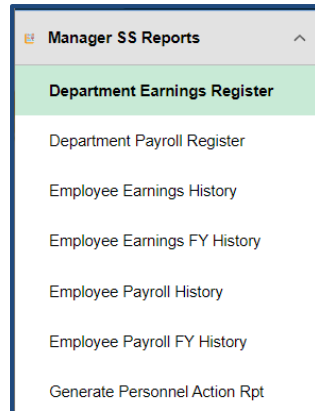 Manager SS Reports
Department Earnings Register
Department Payroll Register
Employee Earnings History
Employee Earnings FY History
Employee Payroll History
Employee Payroll FY History
Generate Personnel Action Rpt